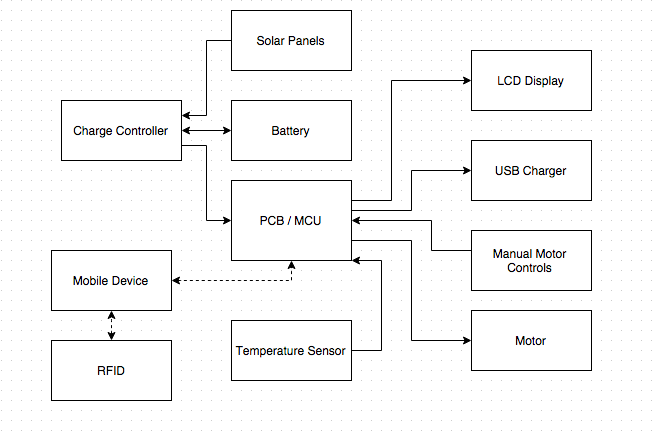 Solar Panels
LCD Display
Charge Controller
Battery
USB Charger
PCB / MCU
Manual Motor
Controls
Mobile Device
Motor
Temperature Sensor
RFID